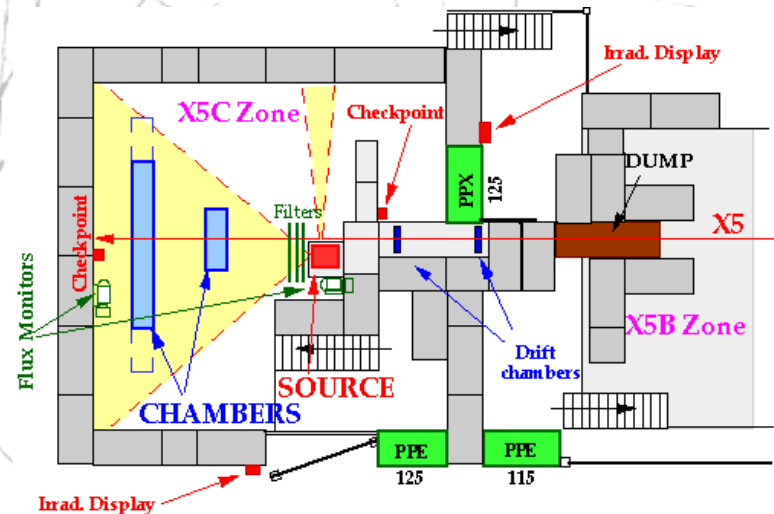 Irrad. Display
X5C Zone
Checkpoint
PPX
125
DUMP
Filters
X5
Checkpoint
Flux Monitors
X5B Zone
Drift
chambers
SOURCE
CHAMBERS
PPE
125
PPE
115
Irrad. Display